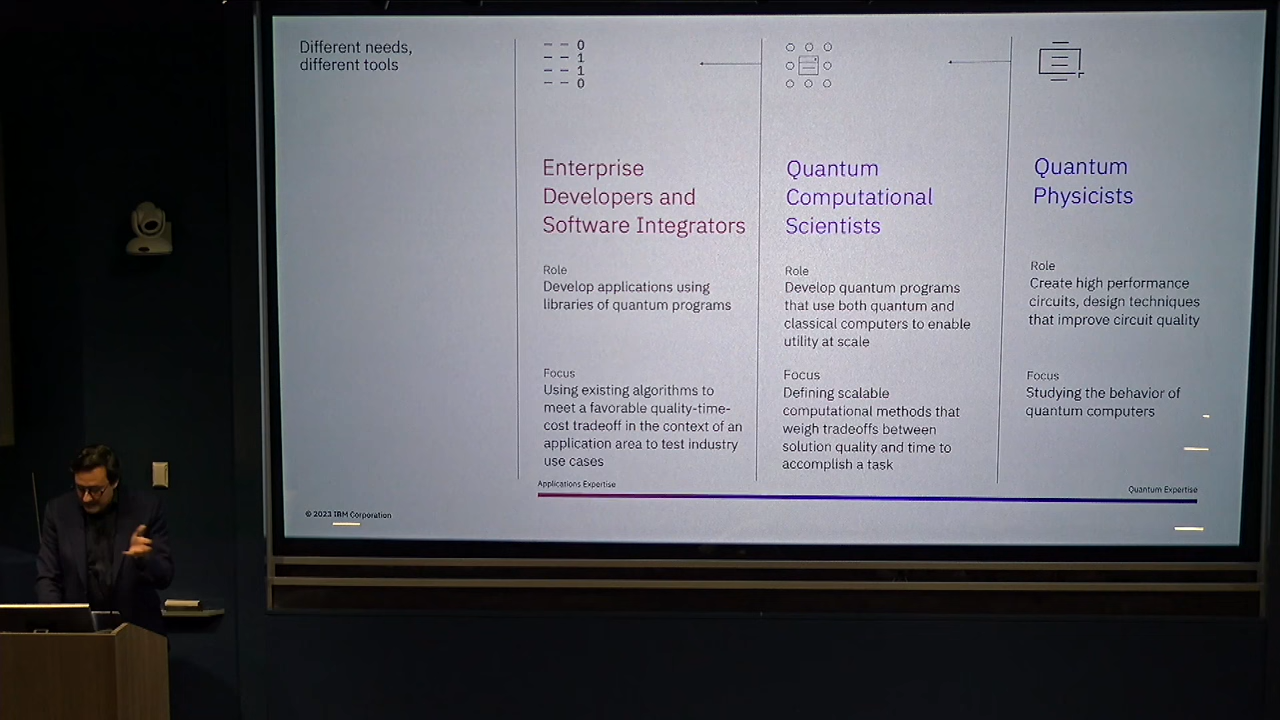 Different needs,
different tools
– – 0
– – 1
– – 1
– – 0
Enterprise
Developers and
Software Integrators
Role
Develop applications using
libraries of quantum programs
Focus
Using existing algorithms to
meet a favorable quality-time-
cost tradeoff in the context of an
application area to test industry
use cases
Quantum
Computational
Scientists
Role
Develop quantum programs
that use both quantum and
classical computers to enable
utility at scale
Focus
Defining scalable
computational methods that
weigh tradeoffs between
solution quality and time to
accomplish a task
Quantum
Physicists
Role
Create high performance
circuits, design techniques
that improve circuit quality
Focus
Studying the behavior of
quantum computers
Applications Expertise
Quantum Expertise
© 2023 IBM Corporation